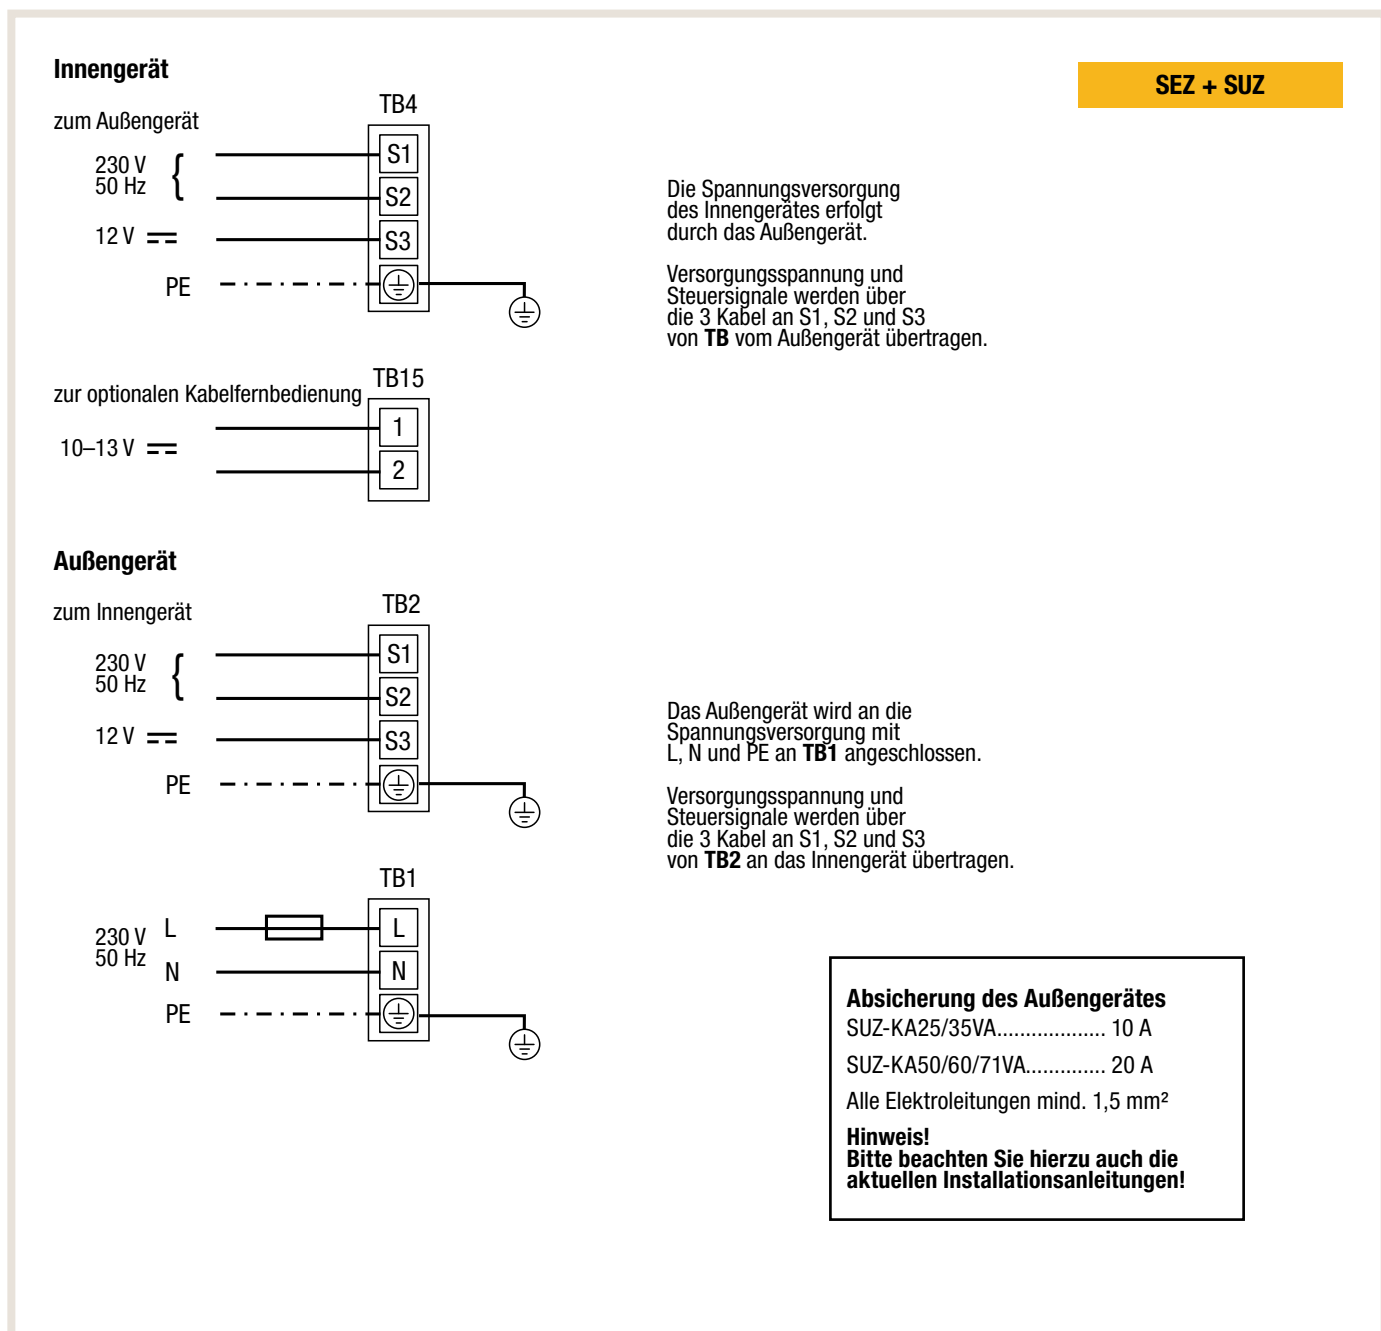 Innengerät
SEZ + SUZ
zum Außengerät
TB4
230 V
50 Hz
{
S1
S2
12 V
S3
PE
Die Spannungsversorgung
des Innengerätes erfolgt
durch das Außengerät.
Versorgungsspannung und
Steuersignale werden über
die 3 Kabel an S1, S2 und S3
von TB vom Außengerät übertragen.
zur optionalen Kabelfernbedienung
TB15
10–13 V
1
2
Außengerät
zum Innengerät
TB2
230 V
50 Hz
{
S1
S2
12 V
S3
PE
Das Außengerät wird an die
Spannungsversorgung mit
L, N und PE an TB1 angeschlossen.
Versorgungsspannung und
Steuersignale werden über
die 3 Kabel an S1, S2 und S3
von TB2 an das Innengerät übertragen.
TB1
230 V
50 Hz
L
L
N
N
PE
Absicherung des Außengerätes
SUZ-KA25/35VA................... 10 A
SUZ-KA50/60/71VA.............. 20 A
Alle Elektroleitungen mind. 1,5 mm²
Hinweis!
Bitte beachten Sie hierzu auch die
aktuellen Installationsanleitungen!